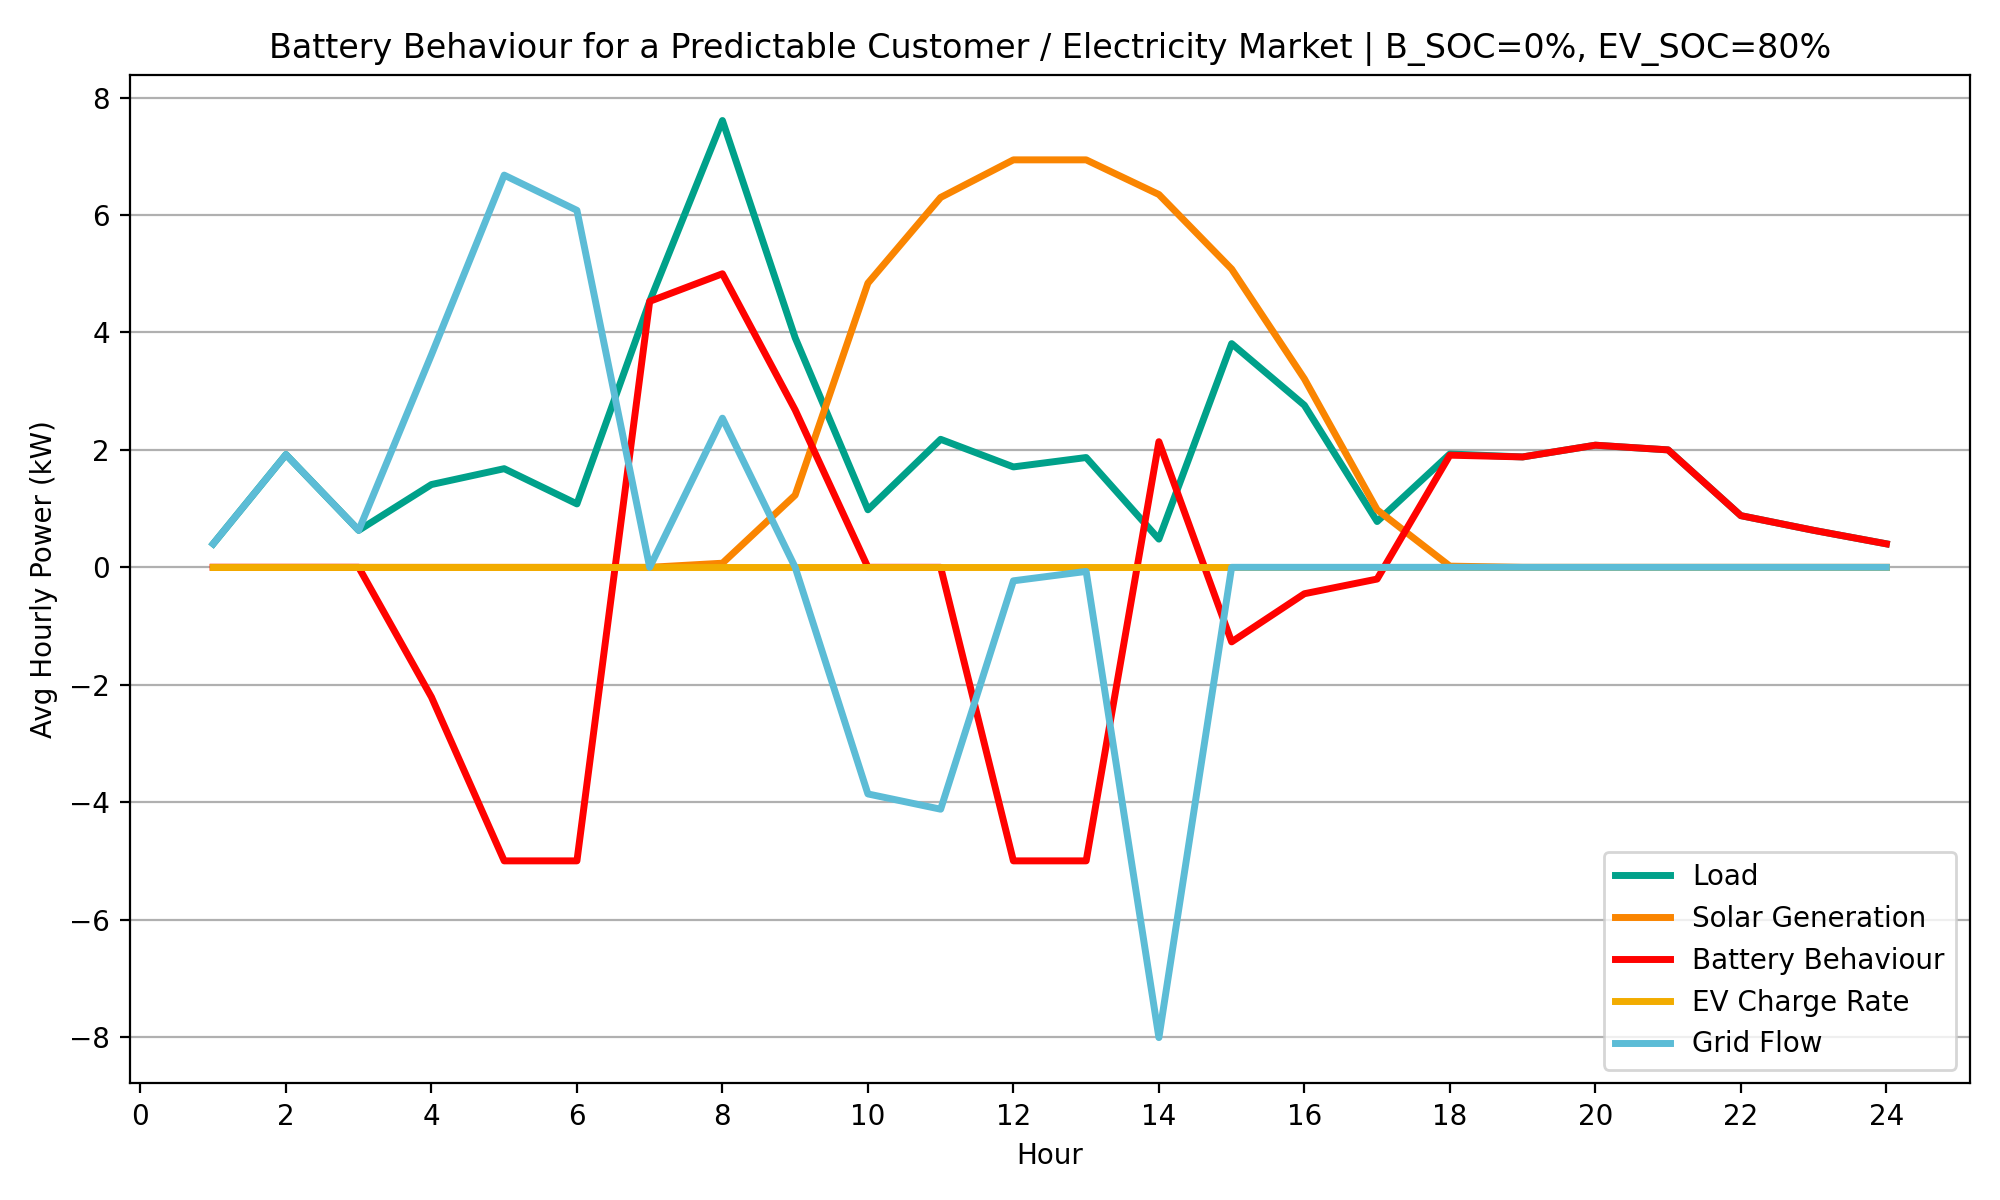 Battery Behaviour for a Predictable Customer / Electricity Market | B_SOC=0%, EV_SOC=80%
8
6
4
2
0
−2
−4
−6
−8
Avg Hourly Power (kW)
0 2 4 6 8 10 12 14 16 18 20 22 24
Hour
Load
Solar Generation
Battery Behaviour
EV Charge Rate
Grid Flow